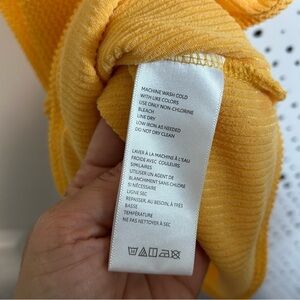 MACHINE WASH COLD
WITH LIKE COLORS
USE ONLY NON-CHLORINE
BLEACH
LINE DRY
LOW IRON AS NEEDED
DO NOT DRY CLEAN
LAVER À LA MACHINE À L'EAU
FROIDE AVEC COULEURS
SIMILAIRES
UTILISER UN AGENT DE
BLANCHIMENT SANS CHLORE
SI NÉCESSAIRE
LIGNE SEC
REPASSER, AU BESOIN, À TRÈS
BASSE
TEMPÉRATURE
NE PAS NETTOYER À SEC